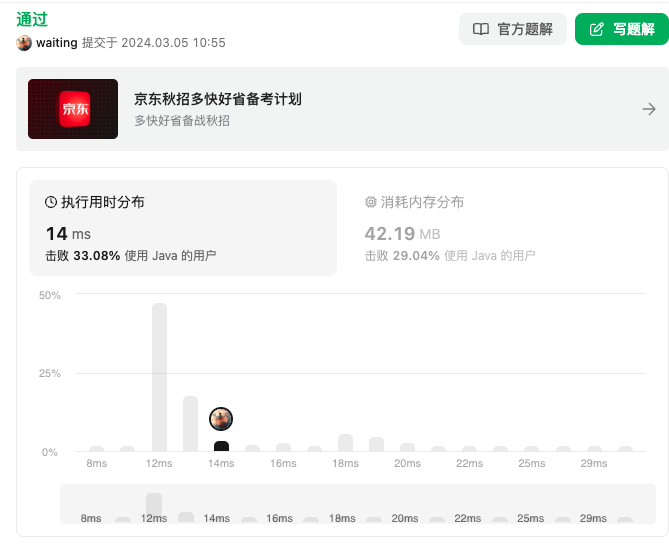 通过
waiting 提交于 2024.03.05 10:55
官方题解
写题解
京东
京东秋招多快好省备考计划
多快好省备战秋招
执行用时分布
14 ms
击败 33.08% 使用 Java 的用户
消耗内存分布
42.19 MB
击败 29.04% 使用 Java 的用户
50%
25%
0%
8ms 12ms 14ms 16ms 18ms 20ms 22ms 25ms 29ms
8ms 12ms 14ms 16ms 18ms 20ms 22ms 25ms 29ms